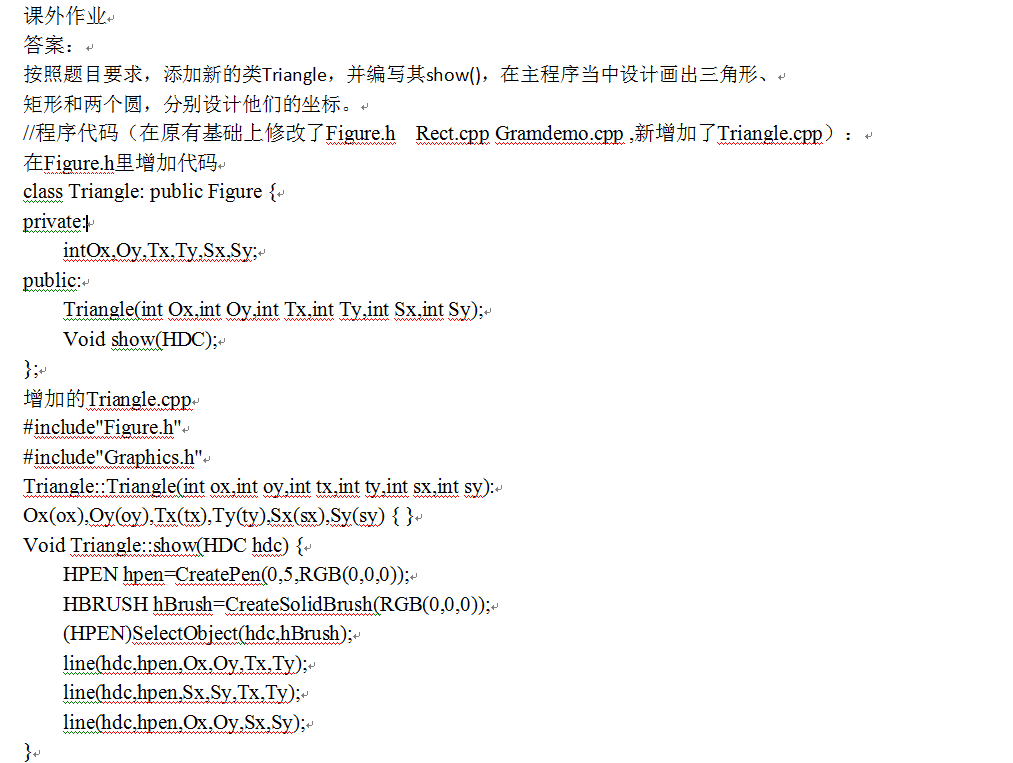 课外作业
答案：
按照题目要求，添加新的类Triangle，并编写其show()，在主程序当中设计画出三角形、
矩形和两个圆，分别设计他们的坐标。
//程序代码（在原有基础上修改了Figure.h Rect.cpp Gramdemo.cpp ,新增加了Triangle.cpp）：
在Figure.h里增加代码
class Triangle: public Figure {
private:
intOx,Oy,Tx,Ty,Sx,Sy;
public:
Triangle(int Ox,int Oy,int Tx,int Ty,int Sx,int Sy);
Void show(HDC);
};
增加的Triangle.cpp
#include"Figure.h"
#include"Graphics.h"
Triangle::Triangle(int ox,int oy,int tx,int ty,int sx,int sy):
Ox(ox),Oy(oy),Tx(tx),Ty(ty),Sx(sx),Sy(sy) { }
Void Triangle::show(HDC hdc) {
HPEN hpen=CreatePen(0,5,RGB(0,0,0));
HBRUSH hBrush=CreateSolidBrush(RGB(0,0,0));
(HPEN)SelectObject(hdc,hBrush);
line(hdc,hpen,Ox,Oy,Tx,Ty);
line(hdc,hpen,Sx,Sy,Tx,Ty);
line(hdc,hpen,Ox,Oy,Sx,Sy);
}